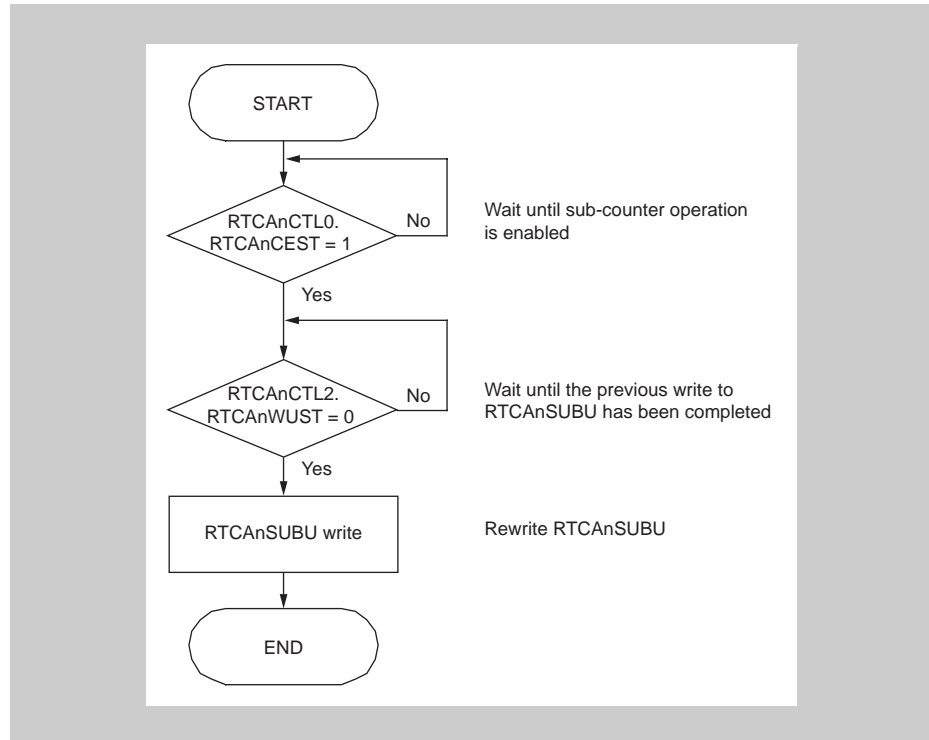 START
RTCAnCTL0.
RTCAnCEST = 1
No
Wait until sub-counter operation
is enabled
Yes
RTCAnCTL2.
RTCAnWUST = 0
No
Wait until the previous write to
RTCAnSUBU has been completed
Yes
RTCAnSUBU write
Rewrite RTCAnSUBU
END